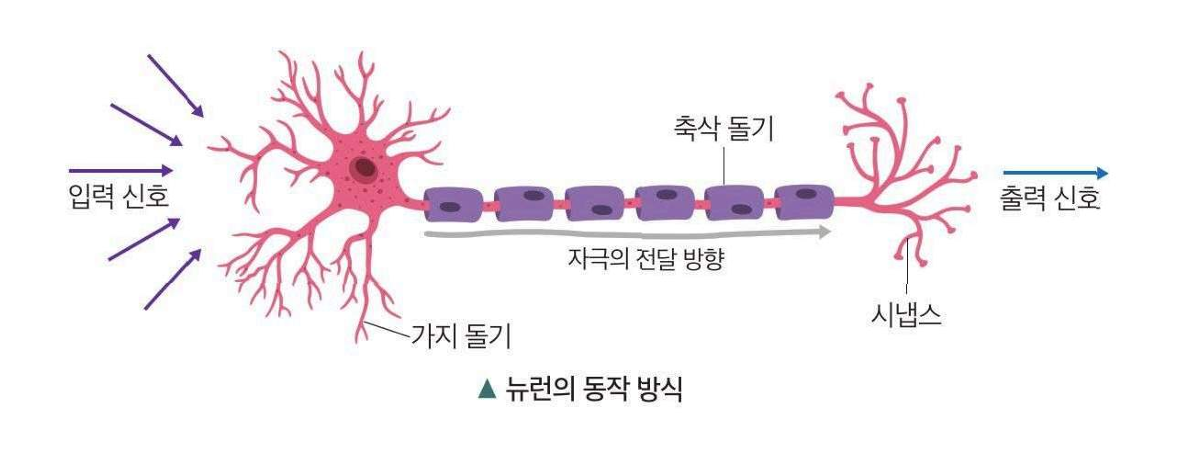 축삭 돌기
입력 신호
출력 신호
자극의 전달 방향
시냅스
가지 돌기
▲ 뉴런의 동작 방식